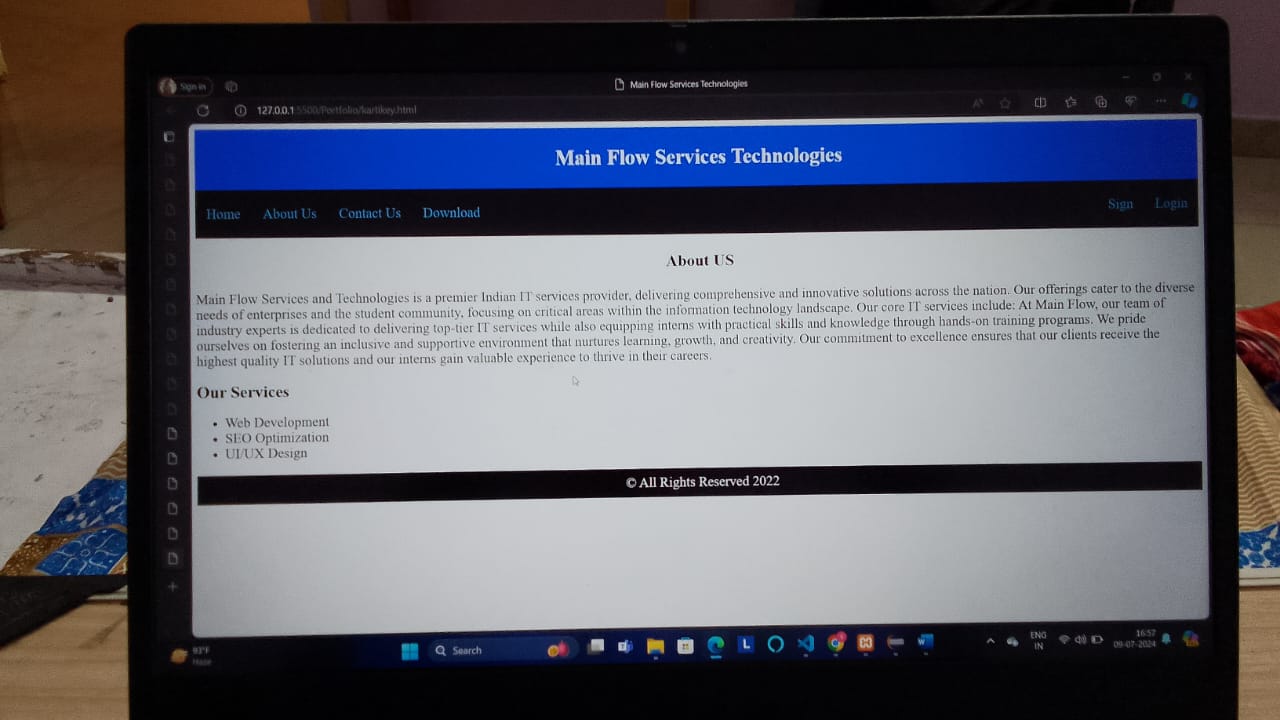 Sign in
Main Flow Services Technologies
127.0.0.1:5500/Portfolio/kartikey.html
Main Flow Services Technologies
Home About Us Contact Us Download Sign Login
About US
Main Flow Services and Technologies is a premier Indian IT services provider, delivering comprehensive and innovative solutions across the nation. Our offerings cater to the diverse
needs of enterprises and the student community, focusing on critical areas within the information technology landscape. Our core IT services include: At Main Flow, our team of
industry experts is dedicated to delivering top-tier IT services while also equipping interns with practical skills and knowledge through hands-on training programs. We pride
ourselves on fostering an inclusive and supportive environment that nurtures learning, growth, and creativity. Our commitment to excellence ensures that our clients receive the
highest quality IT solutions and our interns gain valuable experience to thrive in their careers.
Our Services
• Web Development
• SEO Optimization
• UI/UX Design
© All Rights Reserved 2022
93°F
Haze
Search
L
W
ENG
IN
16:57
09-07-2024